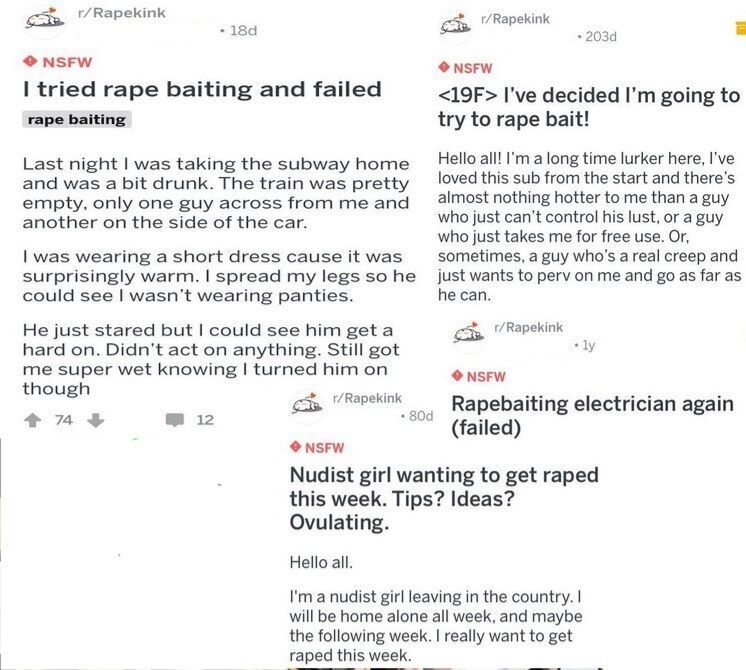 r/Rapekink
• 18d
NSFW
I tried rape baiting and failed
rape baiting
Last night I was taking the subway home
and was a bit drunk. The train was pretty
empty, only one guy across from me and
another on the side of the car.
I was wearing a short dress cause it was
surprisingly warm. I spread my legs so he
could see I wasn't wearing panties.
He just stared but I could see him get a
hard on. Didn't act on anything. Still got
me super wet knowing I turned him on
though
74
12
r/Rapekink
• 203d
NSFW
<19F> I've decided I'm going to
try to rape bait!
Hello all! I'm a long time lurker here, I've
loved this sub from the start and there's
almost nothing hotter to me than a guy
who just can't control his lust, or a guy
who just takes me for free use. Or,
sometimes, a guy who's a real creep and
just wants to perv on me and go as far as
he can.
r/Rapekink
• 1y
NSFW
Rapebaiting electrician again
(failed)
r/Rapekink
• 80d
NSFW
Nudist girl wanting to get raped
this week. Tips? Ideas?
Ovulating.
Hello all.
I'm a nudist girl leaving in the country. I
will be home alone all week, and maybe
the following week. I really want to get
raped this week.